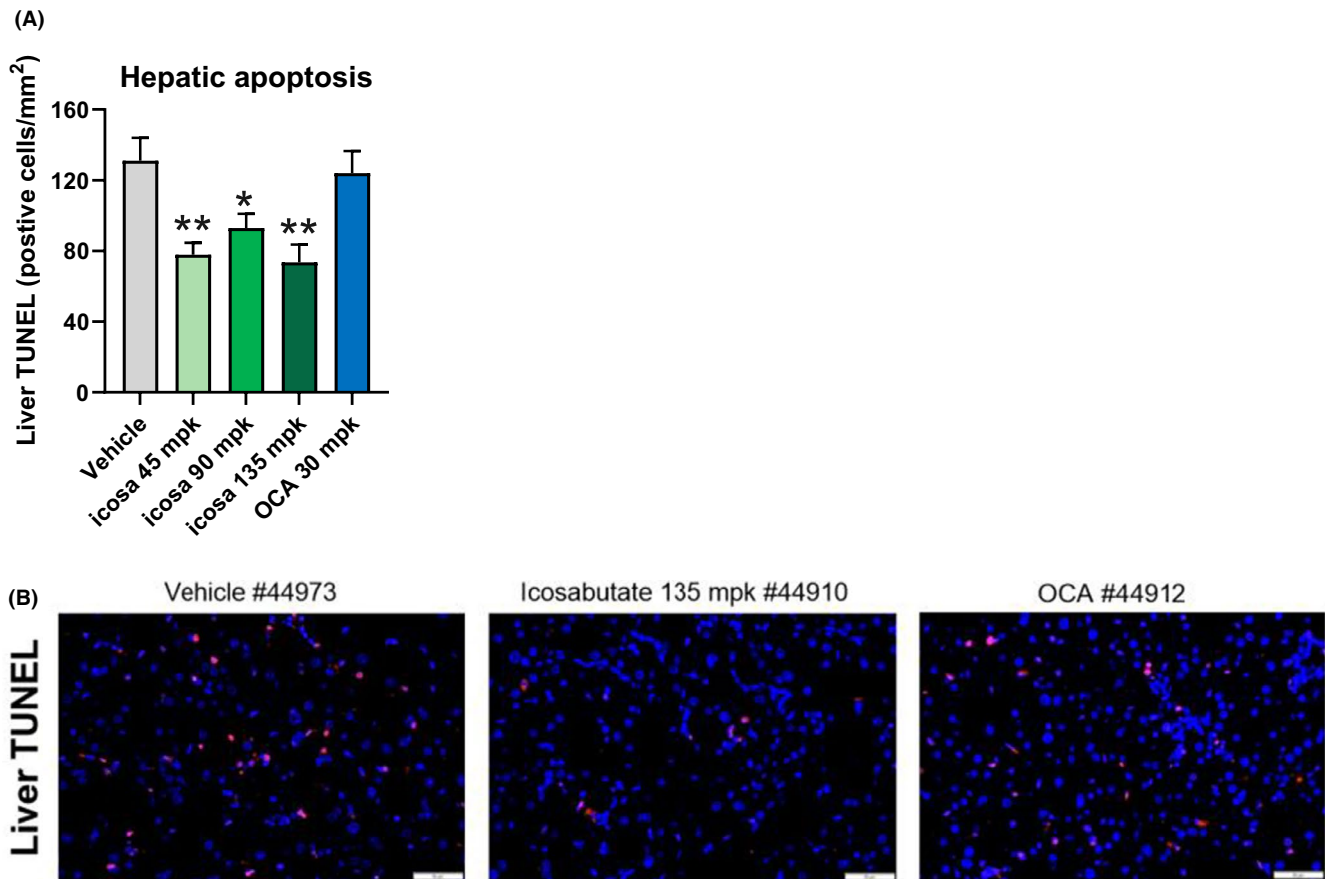 (A)
Hepatic apoptosis
Liver TUNEL (postive cells/mm²)
160
120
80
40
0
**
*
**
Vehicle
icosa 45 mpk
icosa 90 mpk
icosa 135 mpk
OCA 30 mpk
(B)
Vehicle #44973
Icosabutate 135 mpk #44910
OCA #44912
Liver TUNEL